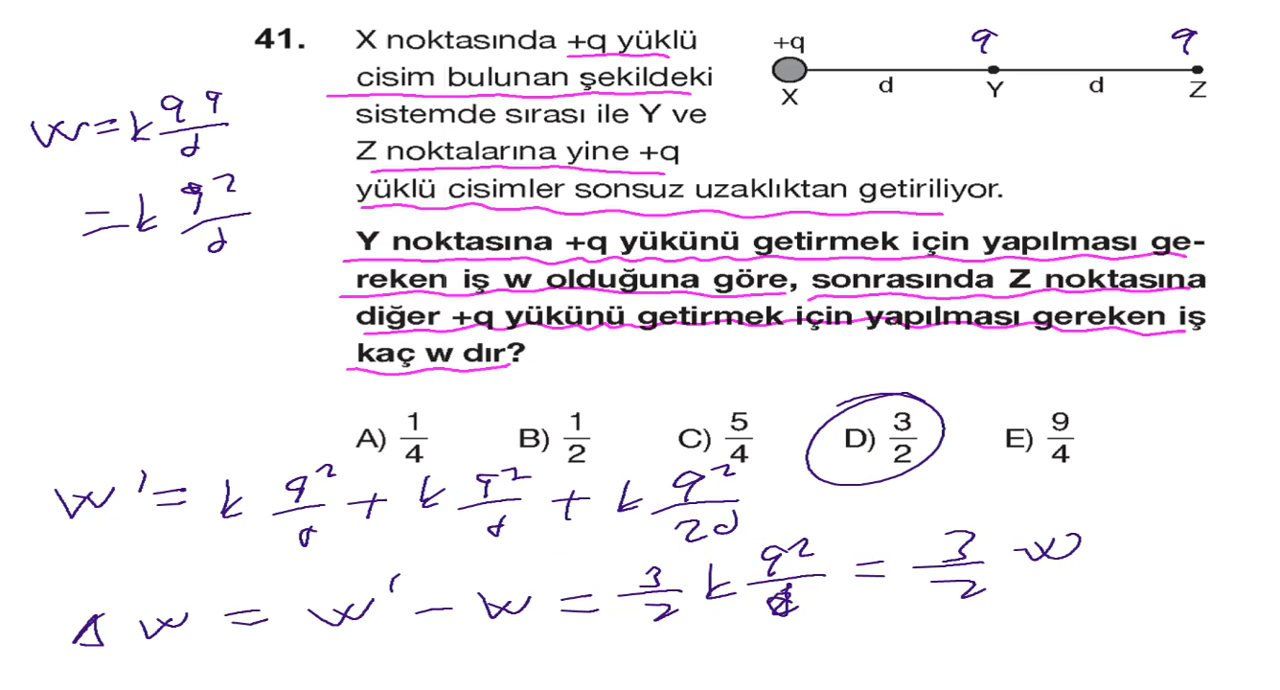 41. X noktasında +q yüklü
cisim bulunan şekildeki
sistemde sırası ile Y ve
Z noktalarına yine +q
yüklü cisimler sonsuz uzaklıktan getiriliyor.
+q q q
d d
X Y Z
Y noktasına +q yükünü getirmek için yapılması ge-
reken iş w olduğuna göre, sonrasında Z noktasına
diğer +q yükünü getirmek için yapılması gereken iş
kaç w dır?
A) 1/4 B) 1/2 C) 5/4 D) 3/2 E) 9/4
W = k q q / d
= k q² / d
W' = k q²/d + k q²/d + k q²/2d
Δ W = W' - W = 3/2 k q²/d = 3/2 W